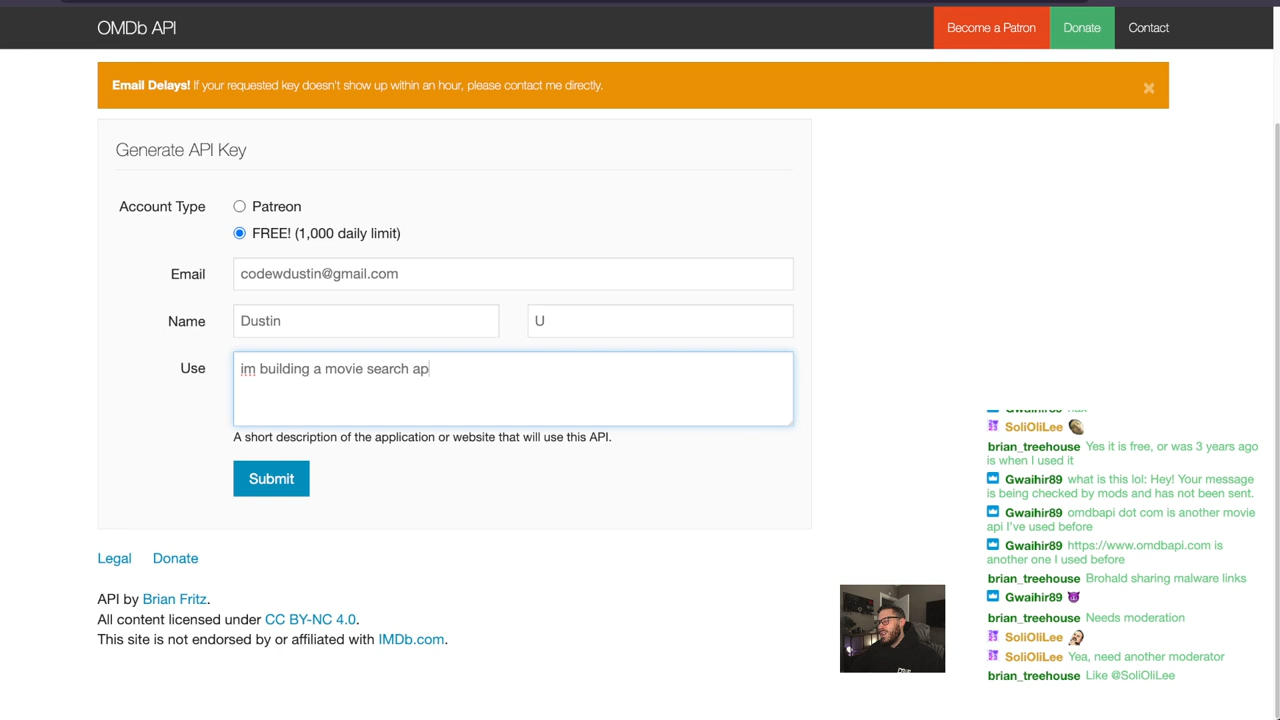 OMDb API
Become a Patron
Donate
Contact
Email Delays! If your requested key doesn't show up within an hour, please contact me directly.
×
Generate API Key
Account Type
Patreon
FREE! (1,000 daily limit)
Email
codewdustin@gmail.com
Name
Dustin
U
Use
im building a movie search ap
A short description of the application or website that will use this API.
Submit
Legal
Donate
API by Brian Fritz.
All content licensed under CC BY-NC 4.0.
This site is not endorsed by or affiliated with IMDb.com.
SoliOliLee
brian_treehouse Yes it is free, or was 3 years ago
is when I used it
Gwaihir89 what is this lol: Hey! Your message
is being checked by mods and has not been sent.
Gwaihir89 omdbapi dot com is another movie
api I've used before
Gwaihir89 https://www.omdbapi.com is
another one I used before
brian_treehouse Brohald sharing malware links
Gwaihir89
brian_treehouse Needs moderation
SoliOliLee
SoliOliLee Yea, need another moderator
brian_treehouse Like @SoliOliLee